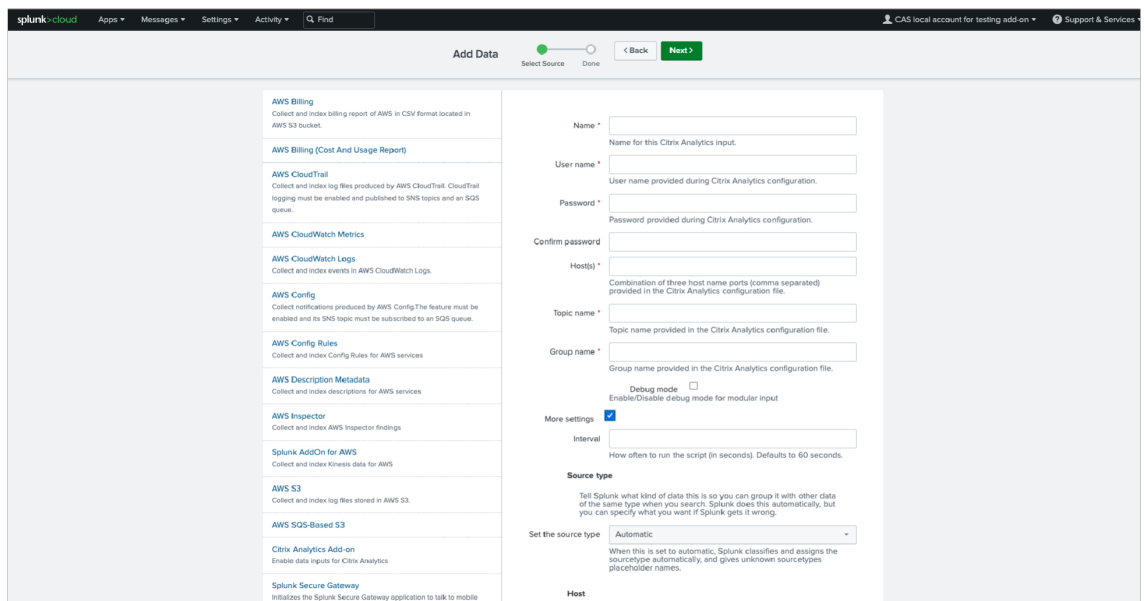 splunk>cloud Apps Messages Settings Activity Find CAS local account for testing add-on Support & Services
Add Data
Select Source
Done
< Back
Next >
AWS Billing
Collect and index billing report of AWS in CSV format located in
AWS S3 bucket.
AWS Billing (Cost And Usage Report)
AWS CloudTrail
Collect and index log files produced by AWS CloudTrail. CloudTrail
logging must be enabled and published to SNS topics and an SQS
queue.
AWS CloudWatch Metrics
AWS CloudWatch Logs
Collect and index events in AWS CloudWatch Logs.
AWS Config
Collect notifications produced by AWS Config.The feature must be
enabled and its SNS topic must be subscribed to an SQS queue.
AWS Config Rules
Collect and index Config Rules for AWS services
AWS Description Metadata
Collect and index descriptions for AWS services
AWS Inspector
Collect and index AWS Inspector findings
Splunk AddOn for AWS
Collect and index Kinesis data for AWS
AWS S3
Collect and index log files stored in AWS S3.
AWS SQS-Based S3
Citrix Analytics Add-on
Enable data inputs for Citrix Analytics
Splunk Secure Gateway
Initializes the Splunk Secure Gateway application to talk to mobile
Name *
Name for this Citrix Analytics input.
User name *
User name provided during Citrix Analytics configuration.
Password *
Password provided during Citrix Analytics configuration.
Confirm password
Host(s) *
Combination of three host name ports (comma separated)
provided in the Citrix Analytics configuration file.
Topic name *
Topic name provided in the Citrix Analytics configuration file.
Group name *
Group name provided in the Citrix Analytics configuration file.
Debug mode
Enable/Disable debug mode for modular input
More settings
Interval
How often to run the script (in seconds). Defaults to 60 seconds.
Source type
Tell Splunk what kind of data this is so you can group it with other data
of the same type when you search. Splunk does this automatically, but
you can specify what you want if Splunk gets it wrong.
Set the source type Automatic
When this is set to automatic, Splunk classifies and assigns the
sourcetype automatically, and gives unknown sourcetypes
placeholder names.
Host